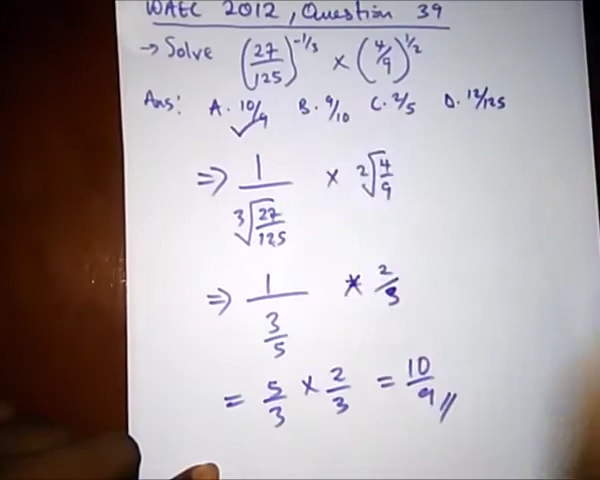 WAEC 2012, Question 39
→ Solve (27/125)^-1/3 × (4/9)^1/2
Ans: A. 10/9 ✓ B. 9/10 C. 2/5 D. 12/125
⇒ 1/∛(27/125) × ²√(4/9)
⇒ 1/(3/5) * 2/3
= 5/3 × 2/3 = 10/9 //